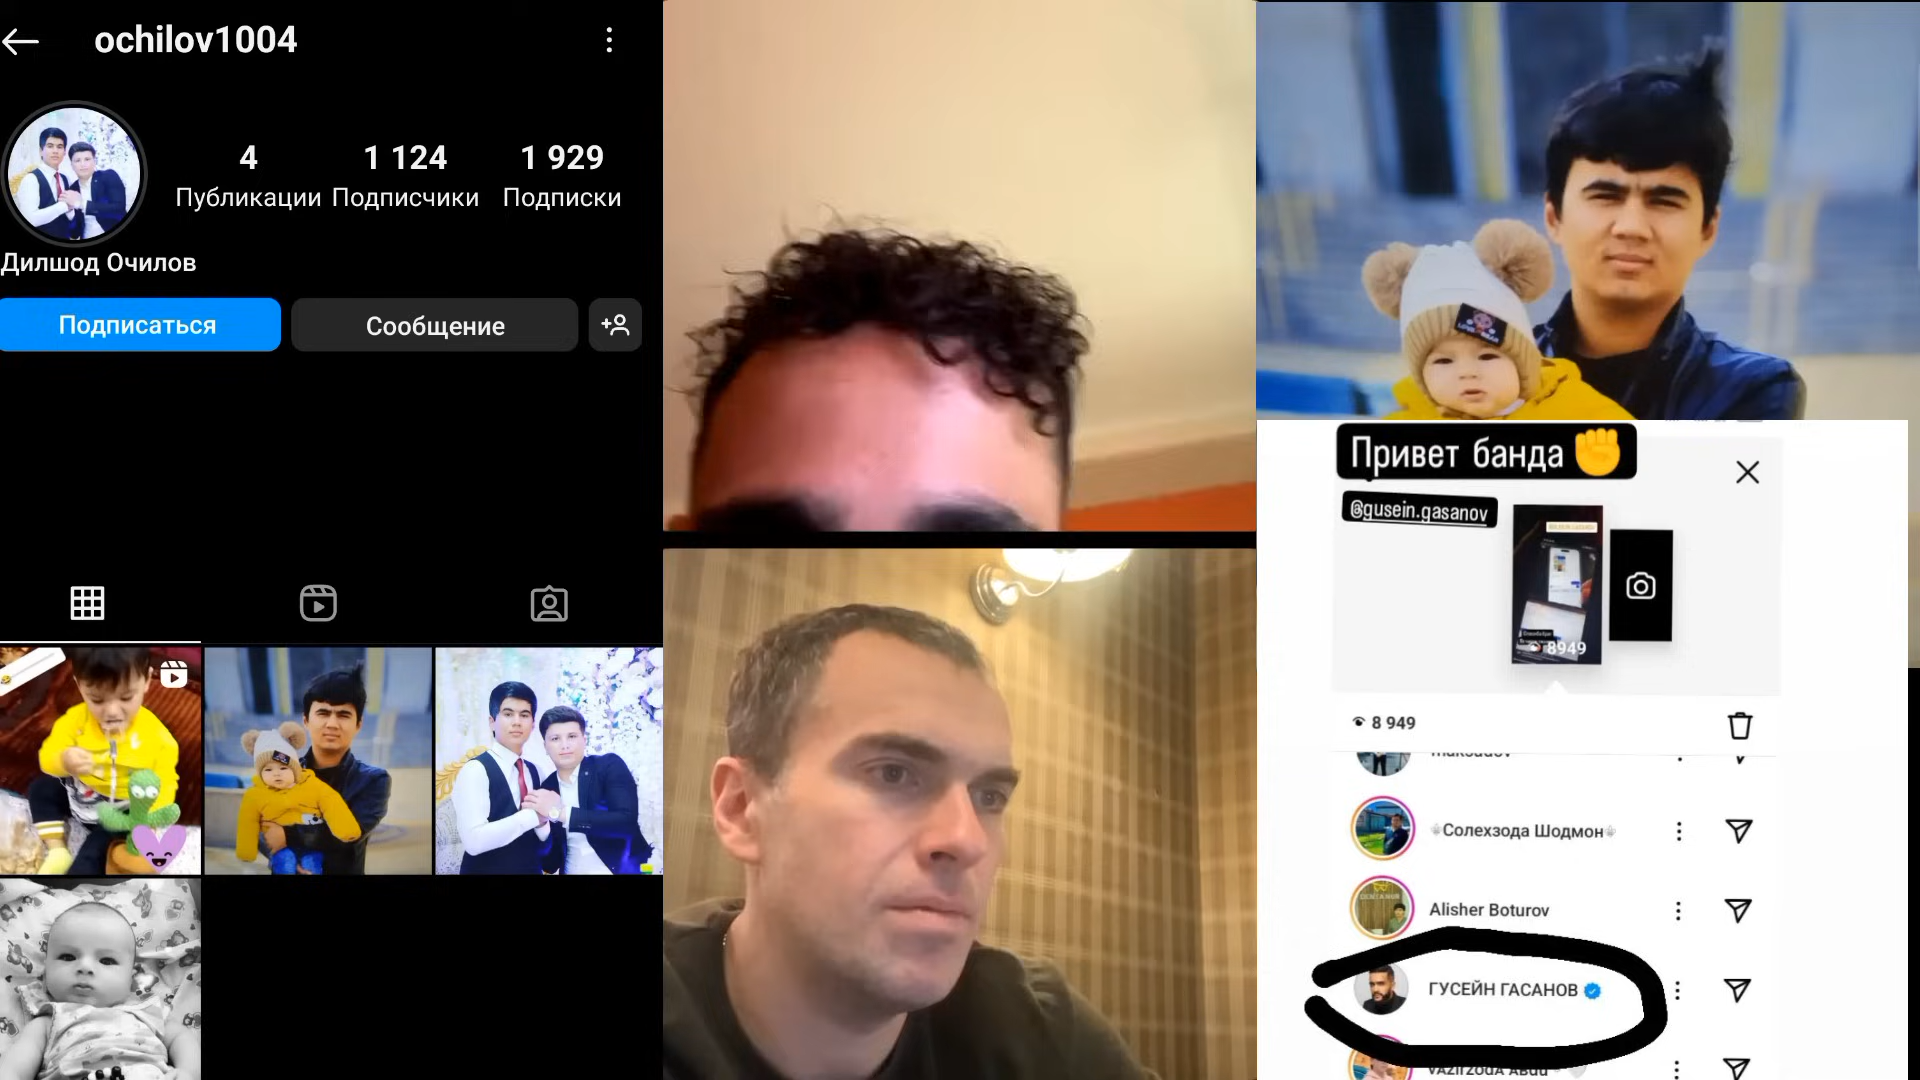 ochilov1004
4
1 124
1 929
Публикации
Подписчики
Подписки
Дилшод Очилов
Подписаться
Сообщение
Привет банда ✊
@gusein.gasanov
8949
8 949
Солехзода Шодмон
Alisher Boturov
ГУСЕЙН ГАСАНОВ